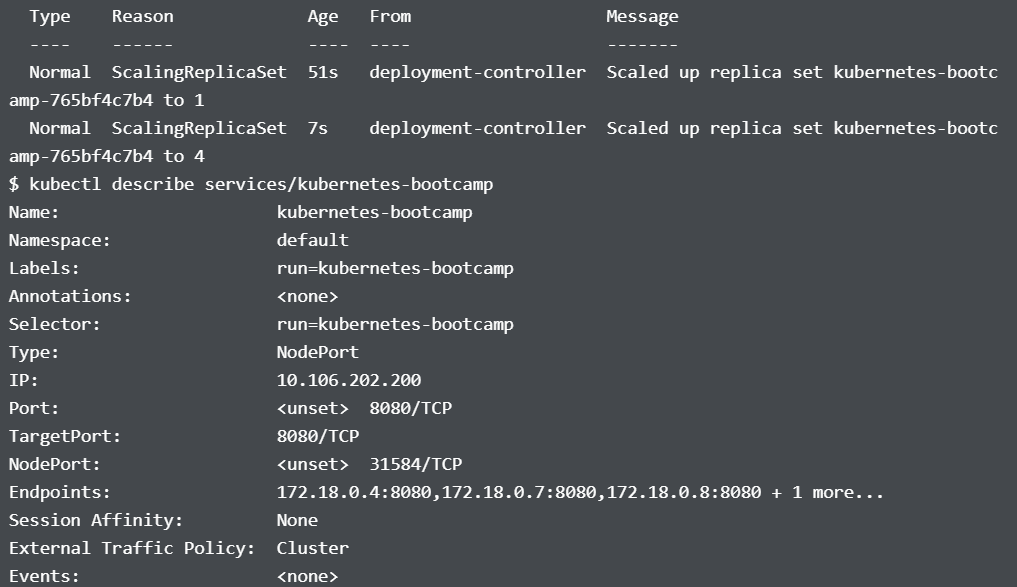 Type    Reason             Age   From                   Message
----    ------             ----  ----                   -------
Normal  ScalingReplicaSet  51s   deployment-controller  Scaled up replica set kubernetes-bootc
amp-765bf4c7b4 to 1
Normal  ScalingReplicaSet  7s    deployment-controller  Scaled up replica set kubernetes-bootc
amp-765bf4c7b4 to 4
$ kubectl describe services/kubernetes-bootcamp
Name:                     kubernetes-bootcamp
Namespace:                default
Labels:                   run=kubernetes-bootcamp
Annotations:              <none>
Selector:                 run=kubernetes-bootcamp
Type:                     NodePort
IP:                       10.106.202.200
Port:                     <unset>  8080/TCP
TargetPort:               8080/TCP
NodePort:                 <unset>  31584/TCP
Endpoints:                172.18.0.4:8080,172.18.0.7:8080,172.18.0.8:8080 + 1 more...
Session Affinity:         None
External Traffic Policy:  Cluster
Events:                   <none>